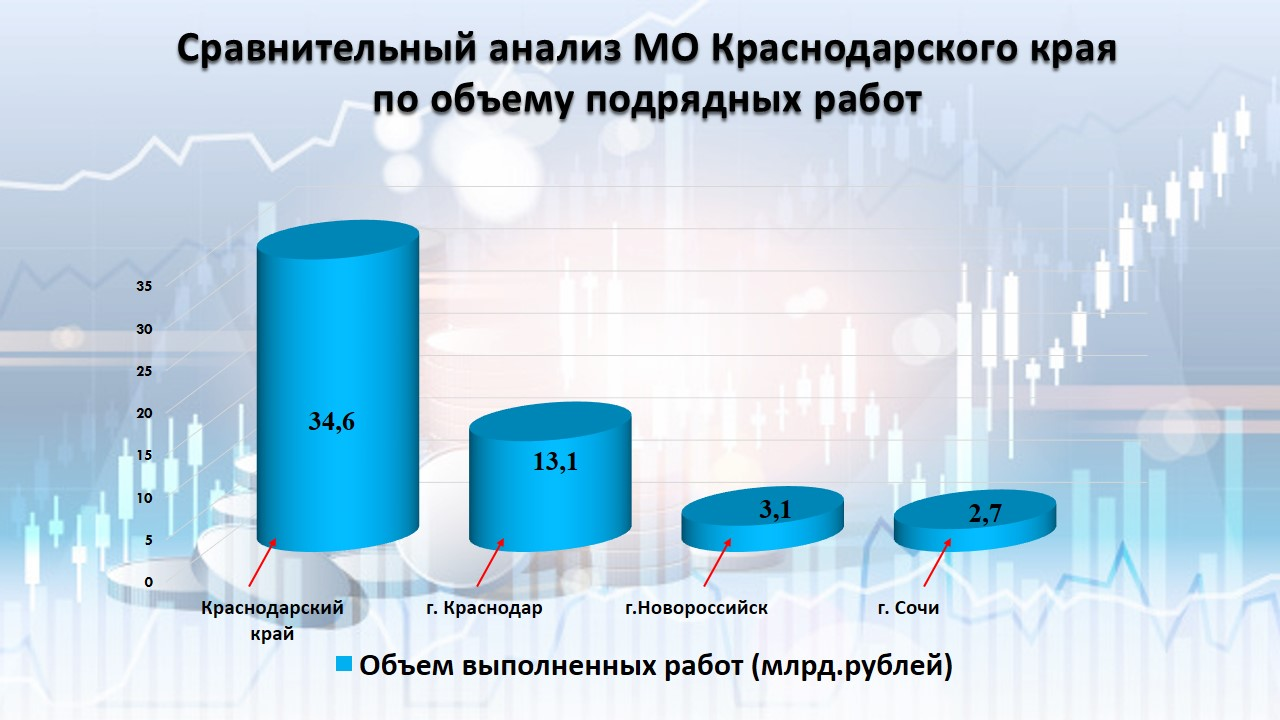 Сравнительный анализ МО Краснодарского края
по объему подрядных работ
35
30
25
20
15
10
5
0
34,6
13,1
3,1
2,7
Краснодарский
край
г. Краснодар
г.Новороссийск
г. Сочи
Объем выполненных работ (млрд.рублей)